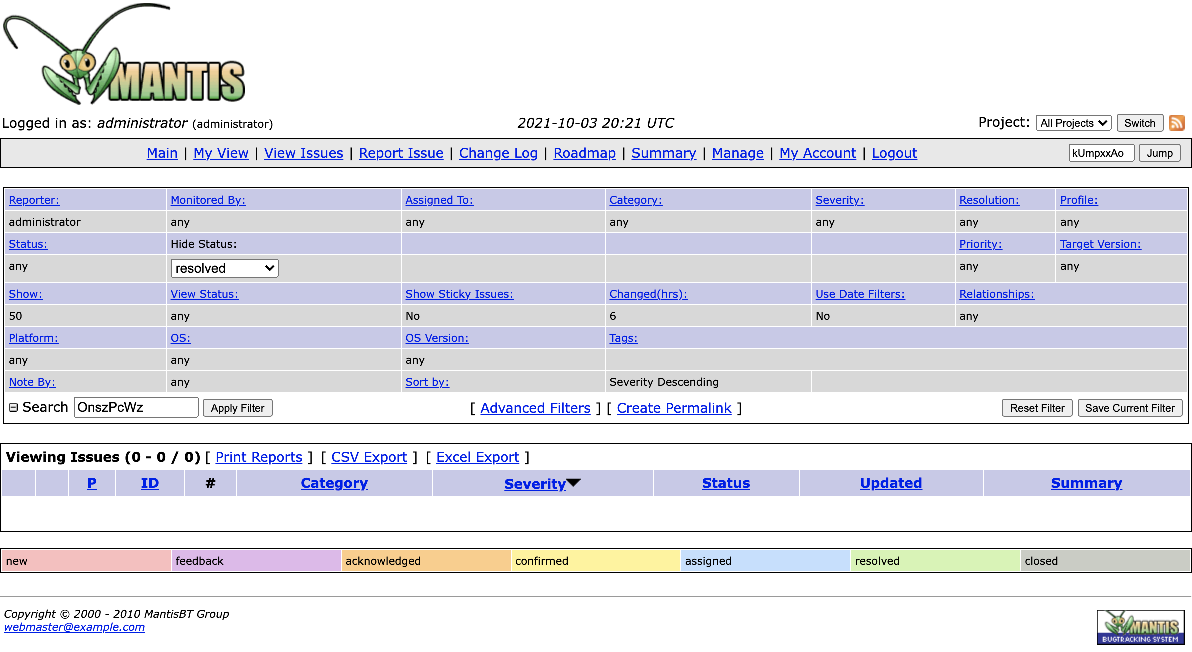 MANTIS
Logged in as: administrator (administrator) 2021-10-03 20:21 UTC Project: All Projects Switch
Main | My View | View Issues | Report Issue | Change Log | Roadmap | Summary | Manage | My Account | Logout kUmpxxAo Jump
Reporter: Monitored By: Assigned To: Category: Severity: Resolution: Profile:
administrator any any any any any any
Status: Hide Status: Priority: Target Version:
any resolved any any
Show: View Status: Show Sticky Issues: Changed(hrs): Use Date Filters: Relationships:
50 any No 6 No any
Platform: OS: OS Version: Tags:
any any any
Note By: any Sort by: Severity Descending
Search OnszPcWz Apply Filter [ Advanced Filters ] [ Create Permalink ] Reset Filter Save Current Filter
Viewing Issues (0 - 0 / 0) [ Print Reports ] [ CSV Export ] [ Excel Export ]
P ID # Category Severity Status Updated Summary
new feedback acknowledged confirmed assigned resolved closed
Copyright © 2000 - 2010 MantisBT Group
webmaster@example.com
MANTIS
BUGTRACKING SYSTEM